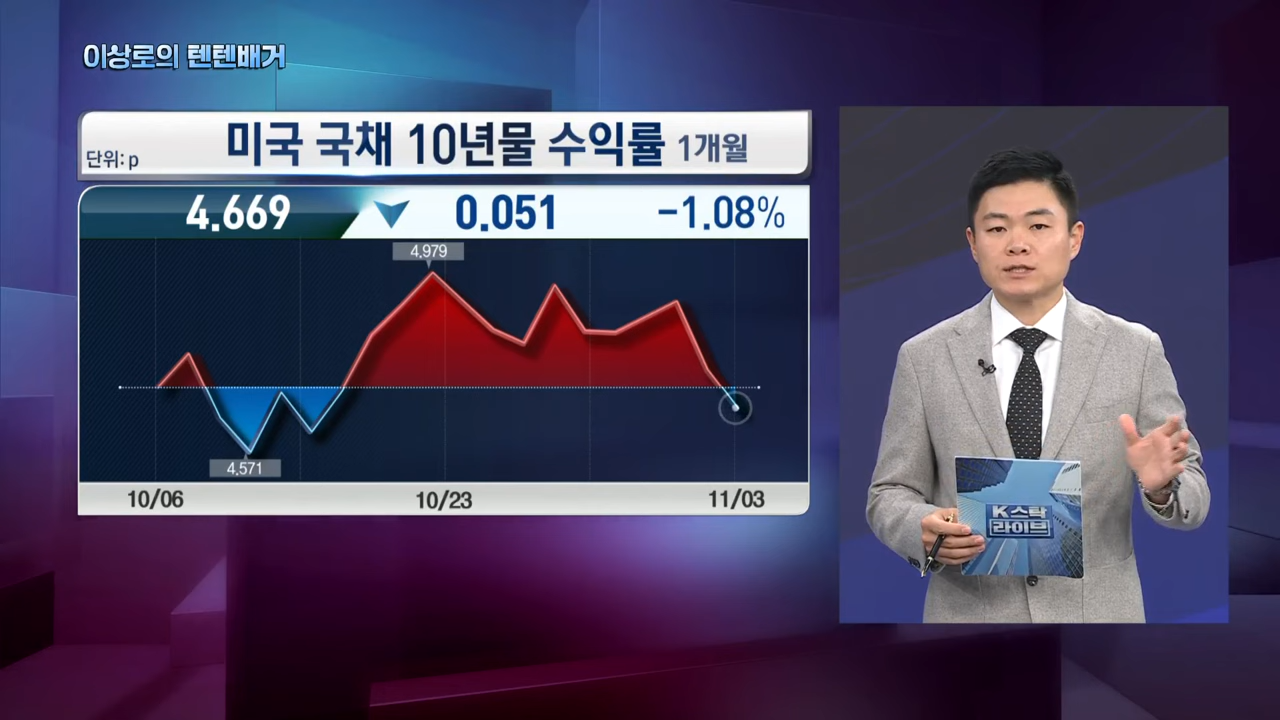 이상로의 텐텐배거
미국 국채 10년물 수익률 1개월
단위: p
4.669 ▼ 0.051 -1.08%
4,979
4,571
10/06 10/23 11/03
K스탁
라이브